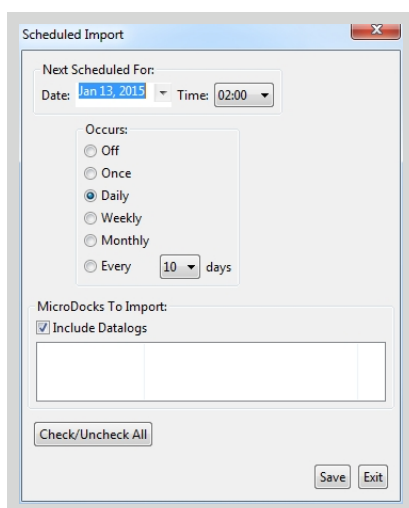 Scheduled Import
Next Scheduled For:
Date: Jan 13, 2015 Time: 02:00
Occurs:
Off
Once
Daily
Weekly
Monthly
Every 10 days
MicroDocks To Import:
Include Datalogs
Check/Uncheck All
Save Exit